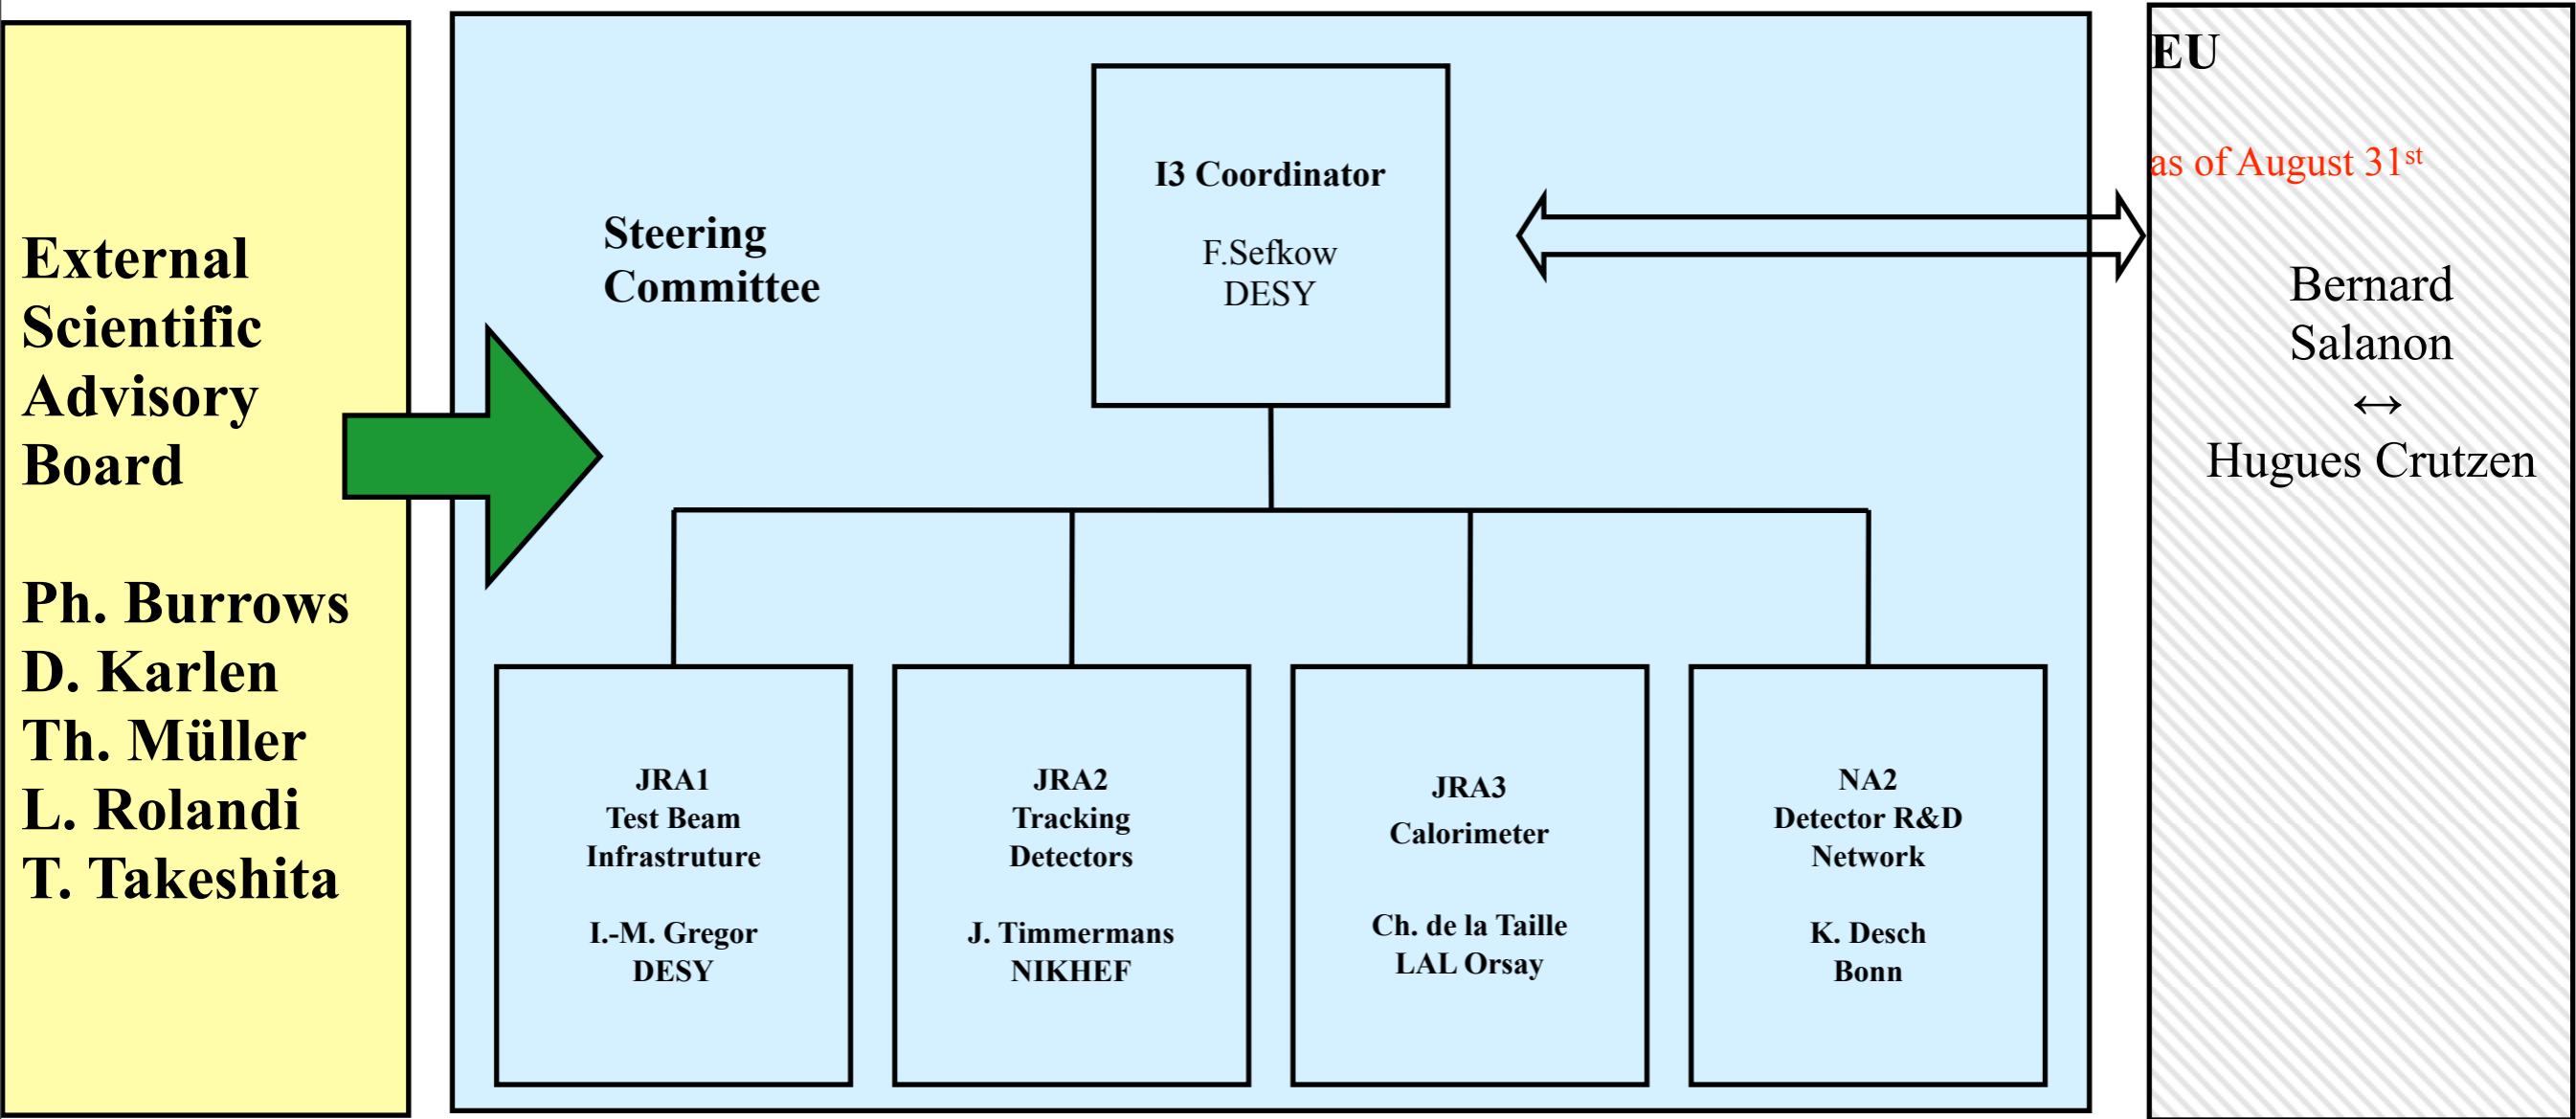 External
Scientific
Advisory
Board
Ph. Burrows
D. Karlen
Th. Müller
L. Rolandi
T. Takeshita
Steering
Committee
I3 Coordinator
F.Sefkow
DESY
JRA1
Test Beam
Infrastruture
I.-M. Gregor
DESY
JRA2
Tracking
Detectors
J. Timmermans
NIKHEF
JRA3
Calorimeter
Ch. de la Taille
LAL Orsay
NA2
Detector R&D
Network
K. Desch
Bonn
EU
as of August 31st
Bernard
Salanon
↔
Hugues Crutzen